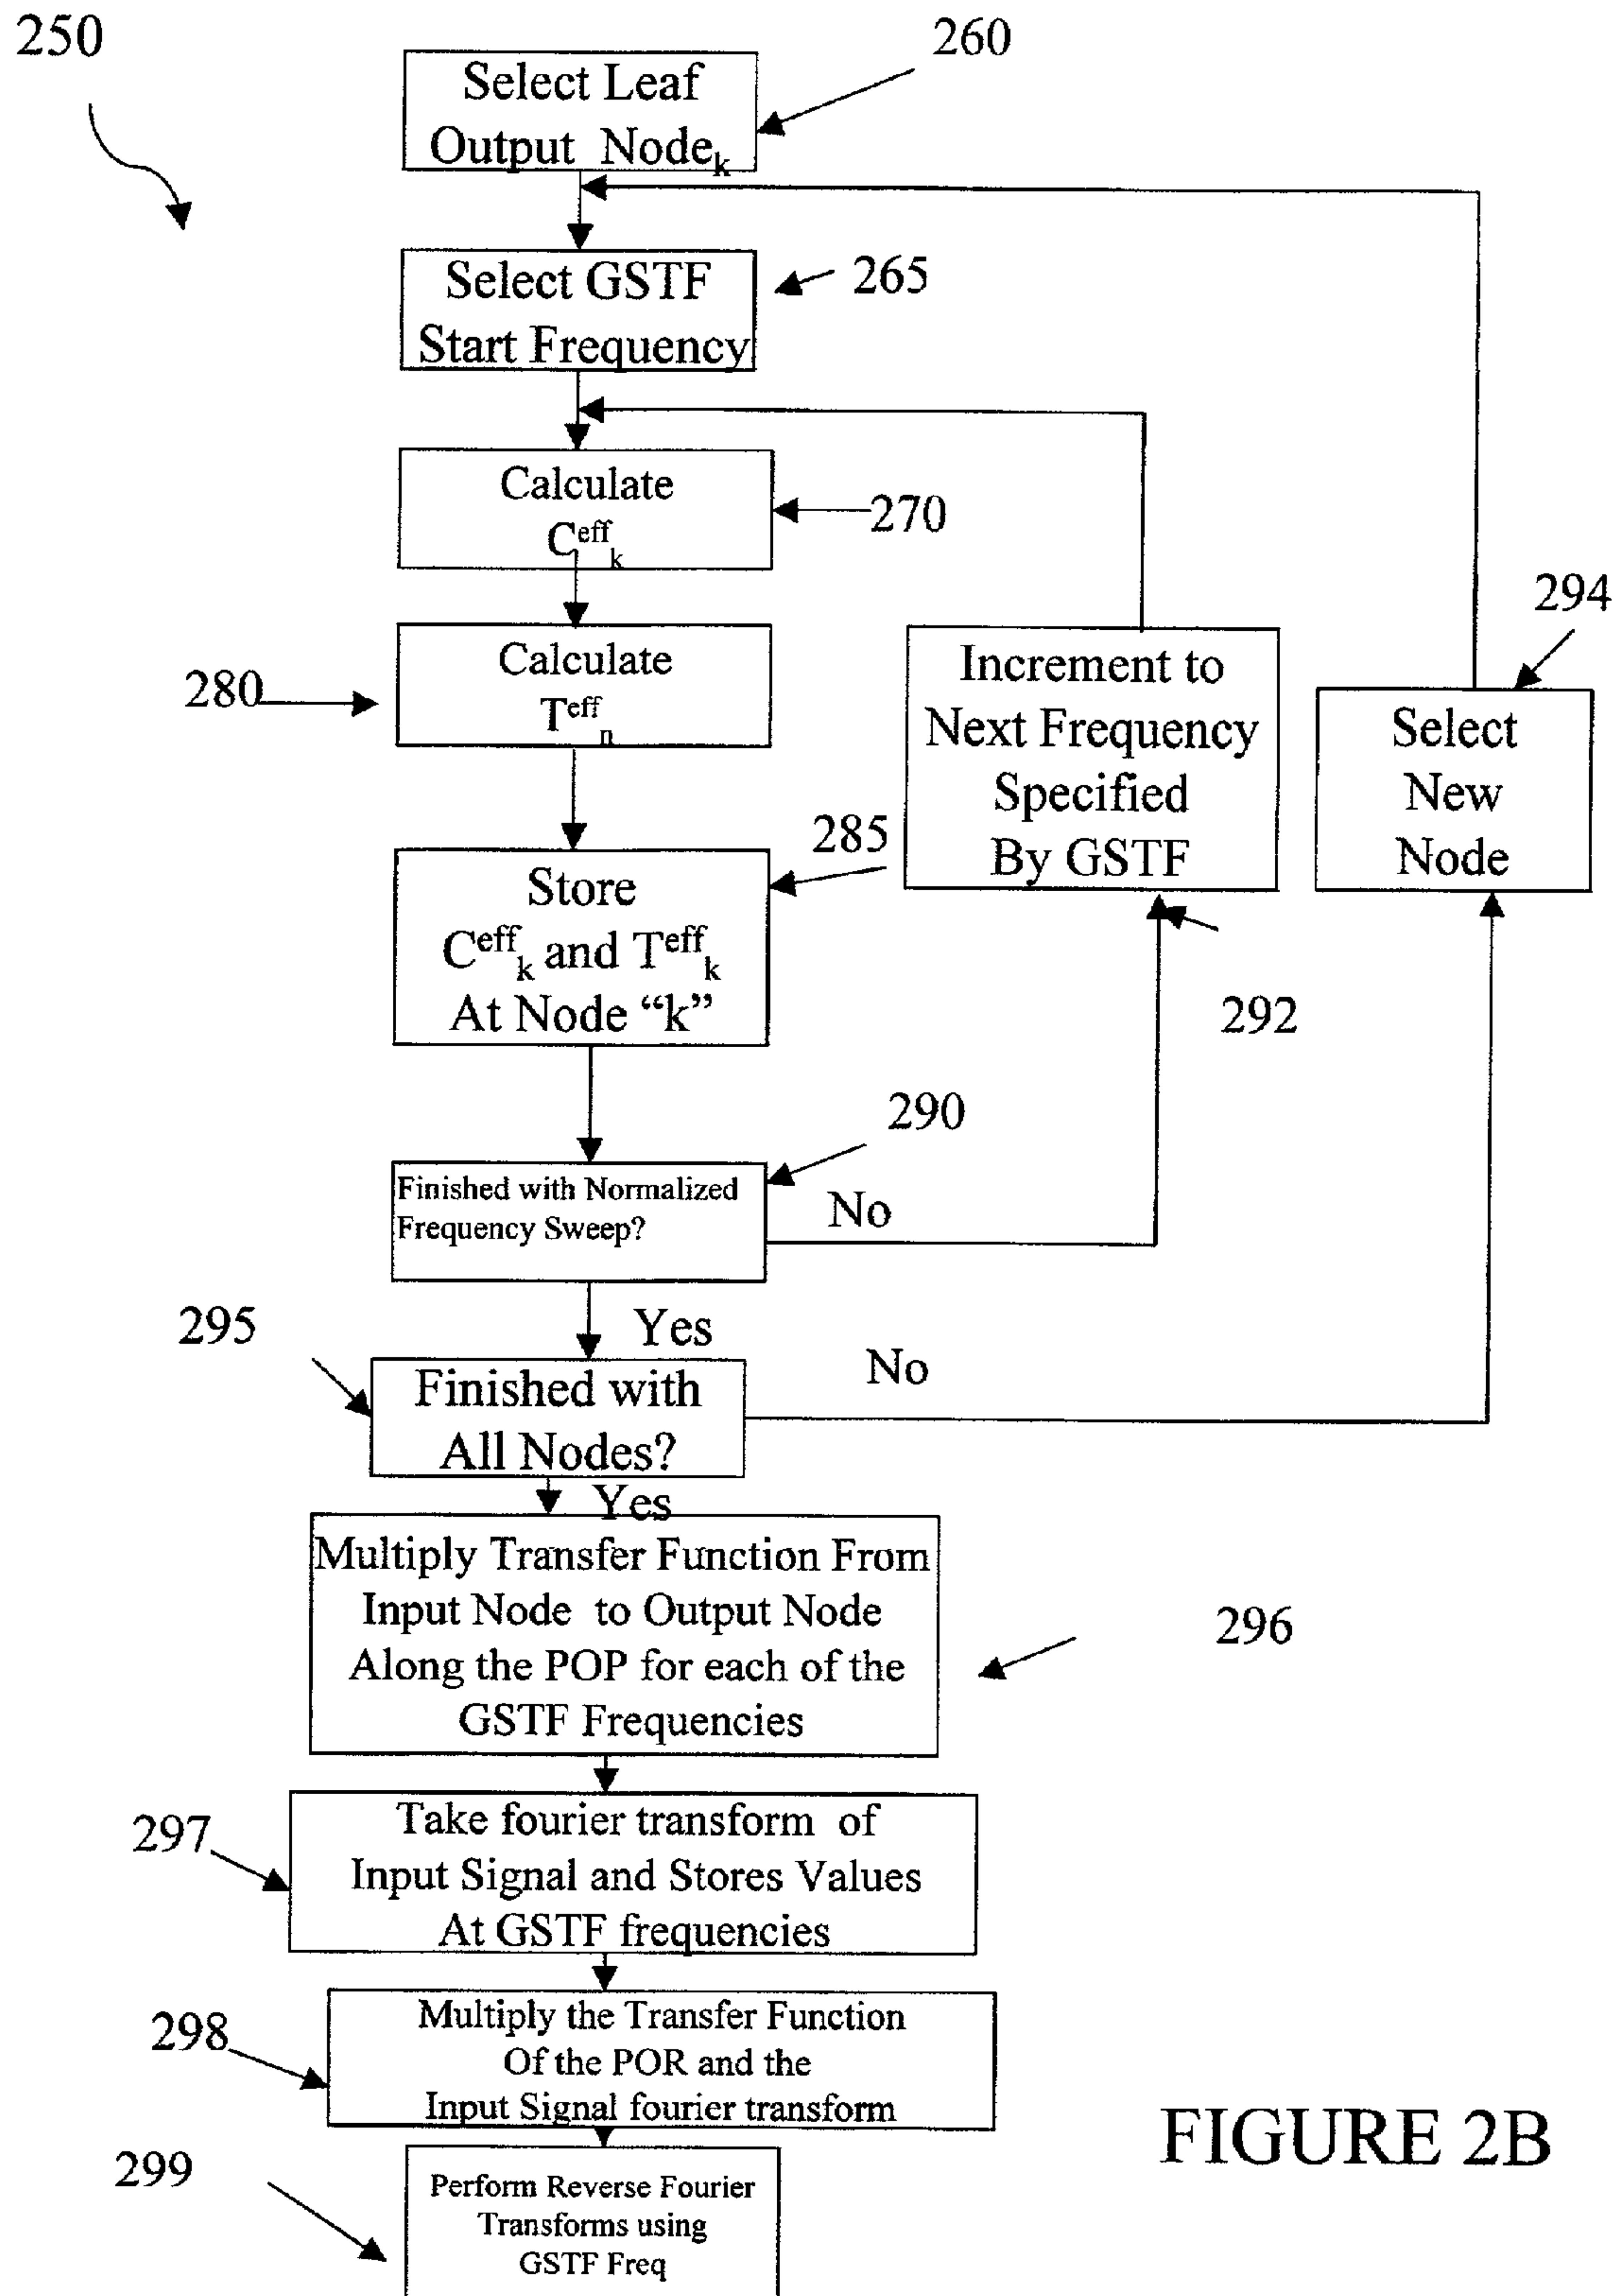 250
260
Select Leaf
Output Nodek
Select GSTF
Start Frequency
265
Calculate
C^eff_k
270
Calculate
T^eff_n
280
Increment to
Next Frequency
Specified
By GSTF
294
Select
New
Node
285
Store
C^eff_k and T^eff_k
At Node “k”
292
290
Finished with Normalized
Frequency Sweep?
No
Yes
295
Finished with
All Nodes?
No
Yes
Multiply Transfer Function From
Input Node to Output Node
Along the POP for each of the
GSTF Frequencies
296
297
Take fourier transform of
Input Signal and Stores Values
At GSTF frequencies
298
Multiply the Transfer Function
Of the POR and the
Input Signal fourier transform
299
Perform Reverse Fourier
Transforms using
GSTF Freq
FIGURE 2B